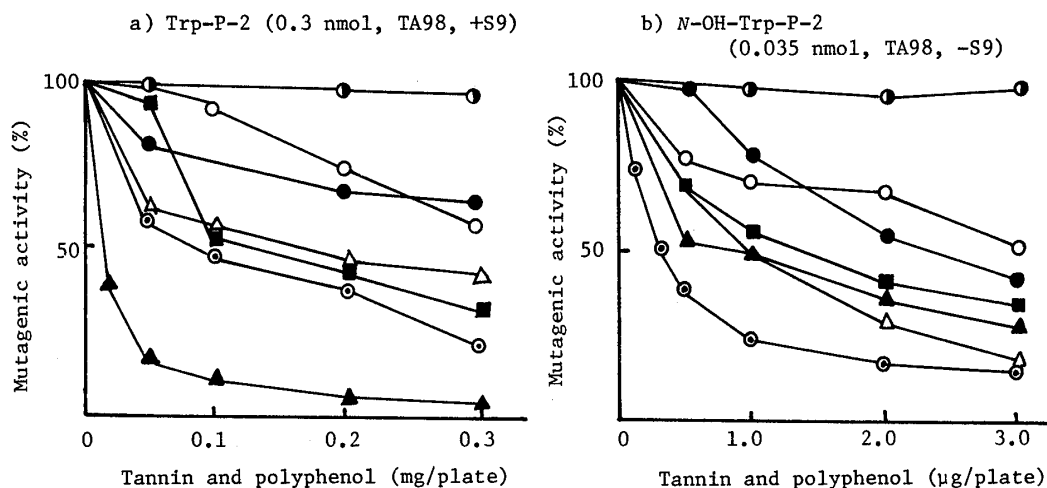 a) Trp-P-2 (0.3 nmol, TA98, +S9)
b) N-OH-Trp-P-2
(0.035 nmol, TA98, -S9)
Mutagenic activity (%)
100
50
0
0.1
0.2
0.3
Tannin and polyphenol (mg/plate)
Mutagenic activity (%)
100
50
0
1.0
2.0
3.0
Tannin and polyphenol (μg/plate)